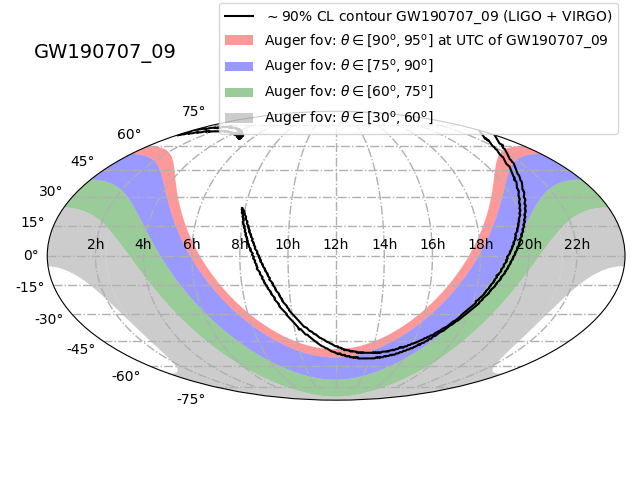 GW190707_09
~ 90% CL contour GW190707_09 (LIGO + VIRGO)
Auger fov: θ ∈ [90°, 95°] at UTC of GW190707_09
Auger fov: θ ∈ [75°, 90°]
Auger fov: θ ∈ [60°, 75°]
Auger fov: θ ∈ [30°, 60°]
75°
60°
45°
30°
15°
0°
-15°
-30°
-45°
-60°
-75°
2h 4h 6h 8h 10h 12h 14h 16h 18h 20h 22h